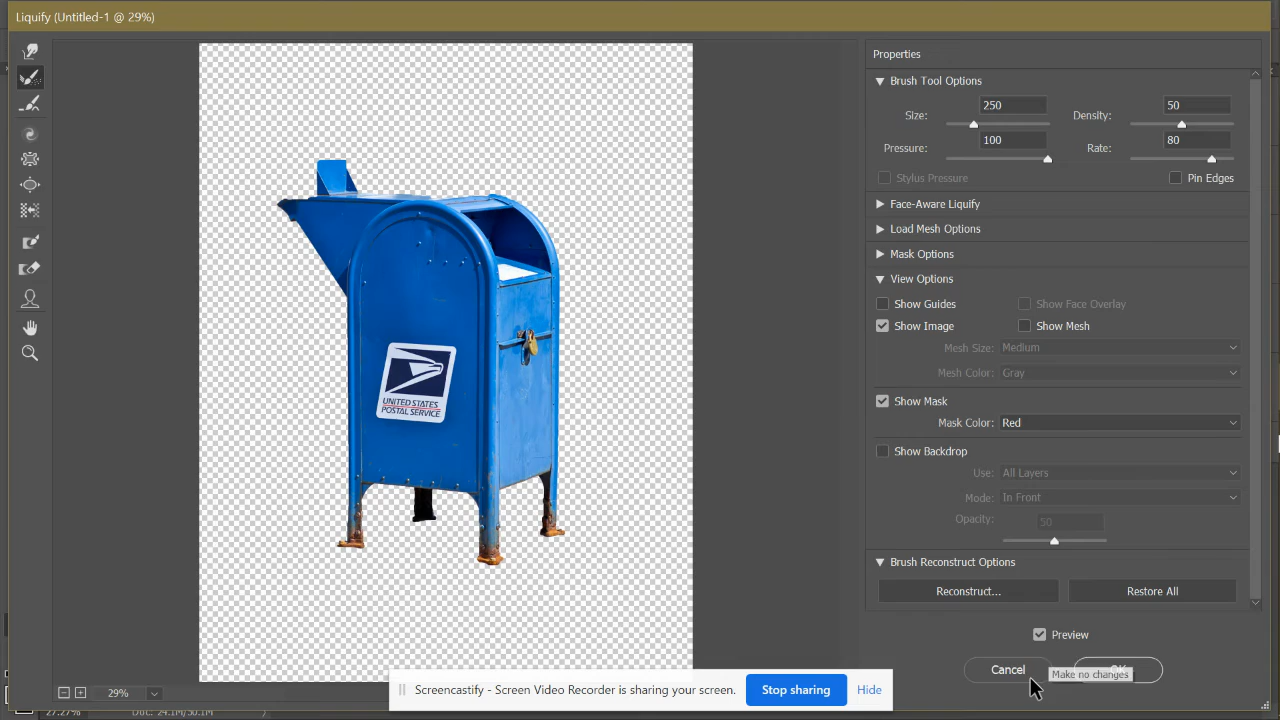 Liquify (Untitled-1 @ 29%)
Properties
Brush Tool Options
Size: 250 Density: 50
Pressure: 100 Rate: 80
Stylus Pressure Pin Edges
Face-Aware Liquify
Load Mesh Options
Mask Options
View Options
Show Guides Show Face Overlay
Show Image Show Mesh
Mesh Size: Medium
Mesh Color: Gray
Show Mask
Mask Color: Red
Show Backdrop
Use: All Layers
Mode: In Front
Opacity: 50
Brush Reconstruct Options
Reconstruct... Restore All
Preview
Cancel OK
Make no changes
UNITED STATES
POSTAL SERVICE
29%
Screencastify - Screen Video Recorder is sharing your screen. Stop sharing Hide
27.27% Doc: 24.1M/50.1M